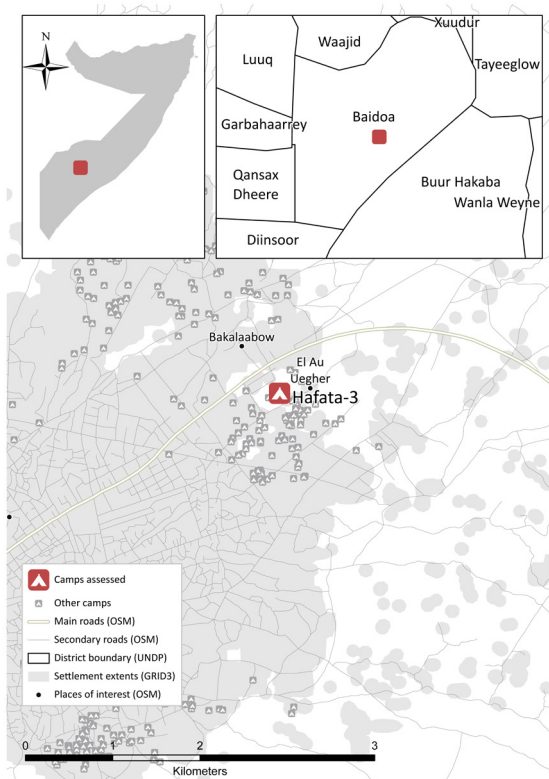 N
Xuudur
Waajid
Luuq
Tayeeglow
Garbahaarrey
Baidoa
Qansax
Dheere
Buur Hakaba
Wanla Weyne
Diinsoor
Bakalaabow
El Au
Uegher
Hafata-3
Camps assessed
Other camps
Main roads (OSM)
Secondary roads (OSM)
District boundary (UNDP)
Settlement extents (GRID3)
Places of interest (OSM)
0 1 2 3
Kilometers